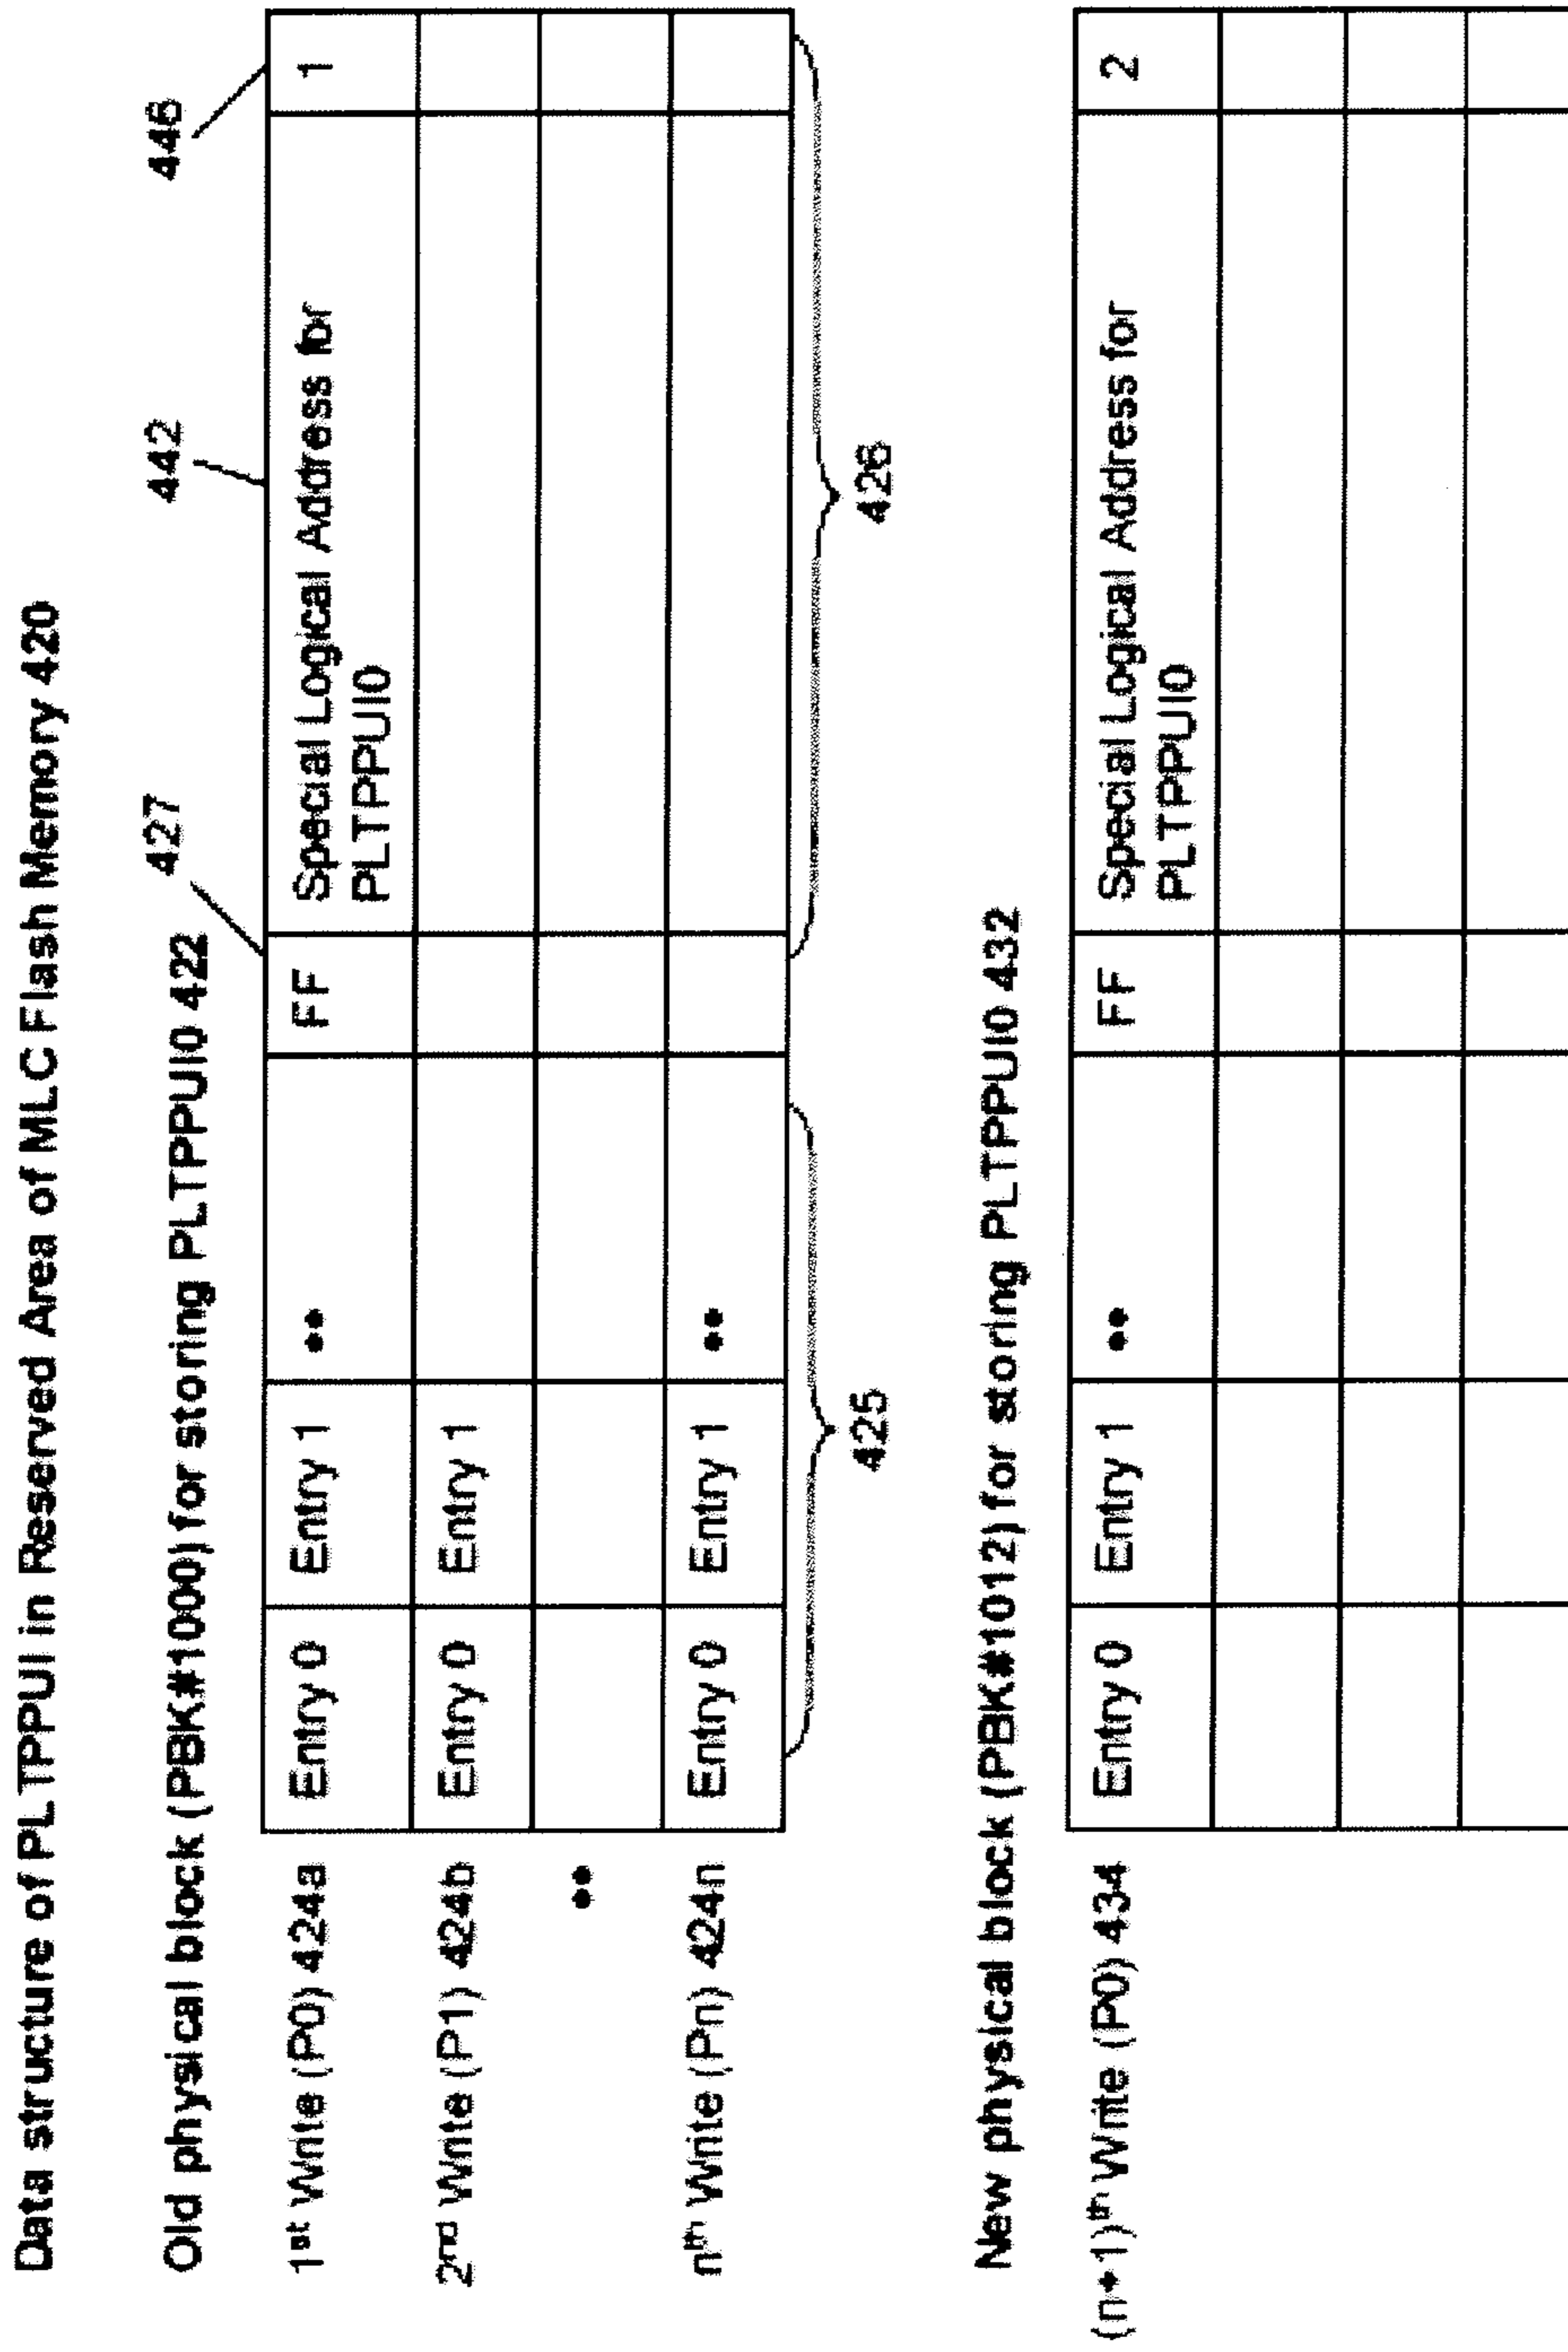 Data structure of PLTPPUI in Reserved Area of MLC Flash Memory 420
Old physical block (PBK#1000) for storing PLTPPUI0 422
427
442
446
1st Write (P0) 424a
Entry 0
Entry 1
••
FF
Special Logical Address for
PLTPPUI0
1
2nd Write (P1) 424b
Entry 0
Entry 1
••
nth Write (Pn) 424n
Entry 0
Entry 1
••
425
426
New physical block (PBK#1012) for storing PLTPPUI0 432
(n+1)th Write (P0) 434
Entry 0
Entry 1
••
FF
Special Logical Address for
PLTPPUI0
2